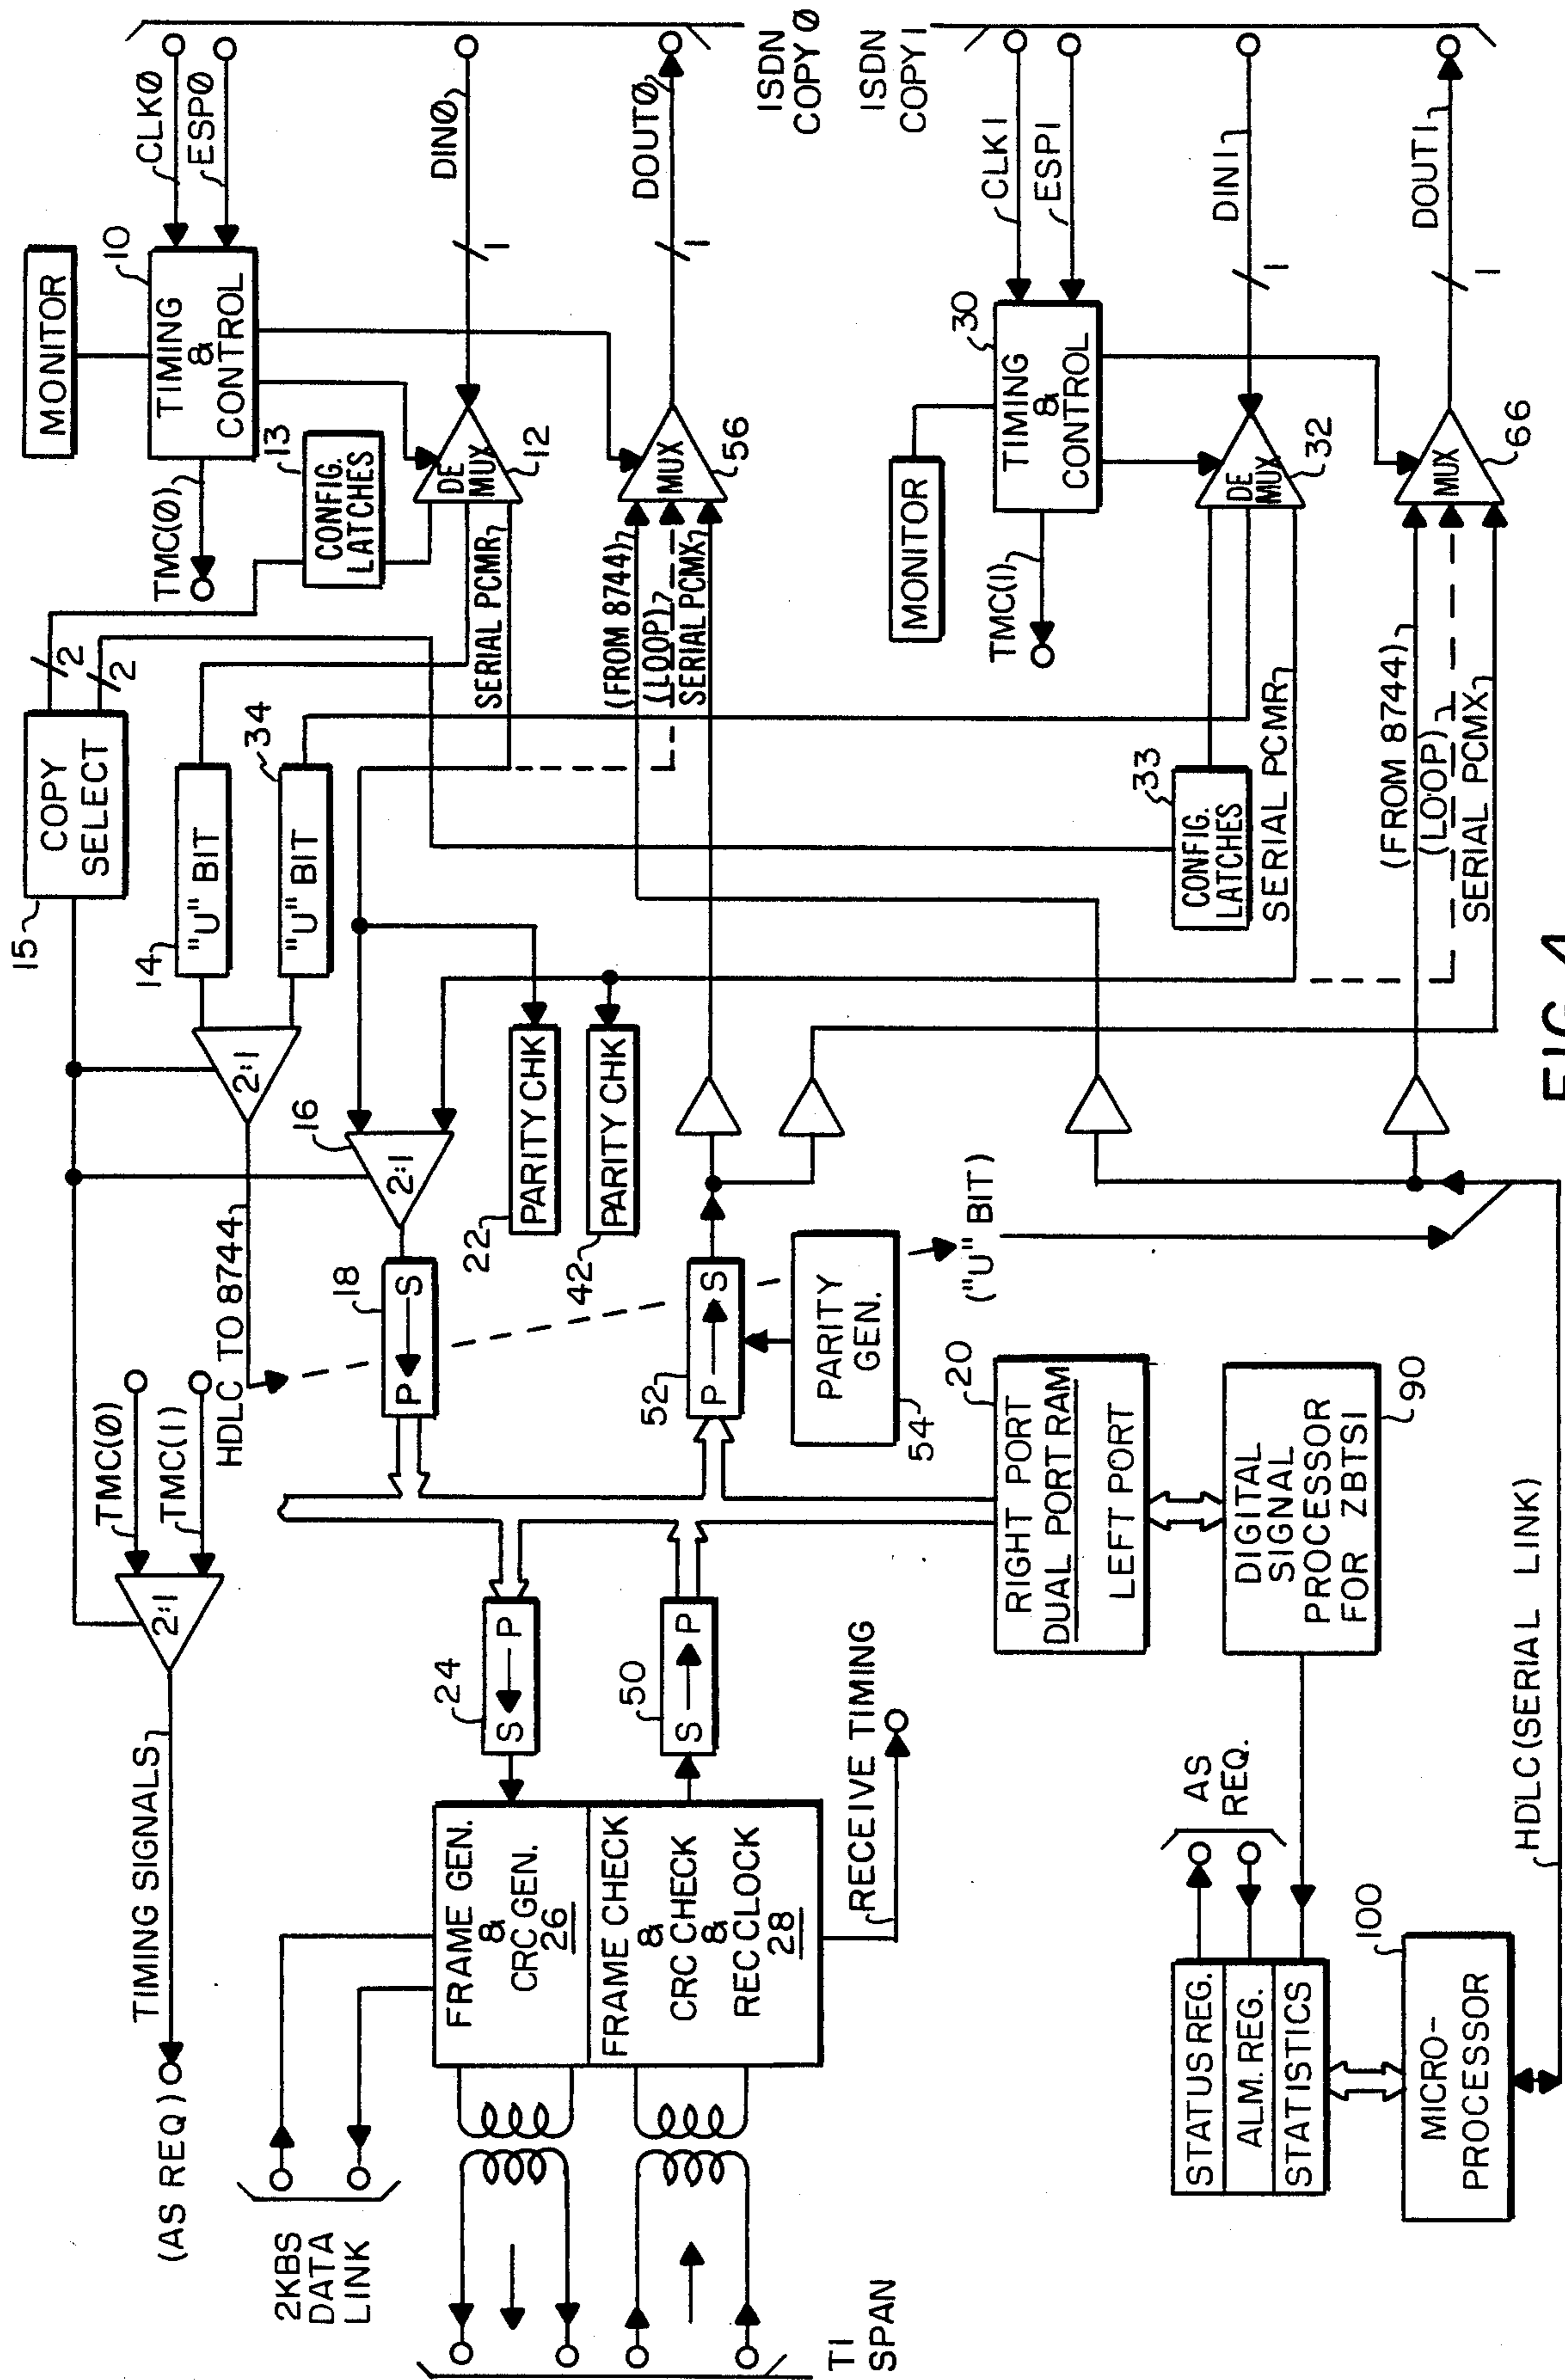 (AS REQ)
TIMING SIGNALS
2:1
TMC(0̸)
TMC(1)
HDLC TO 8744
15
COPY
SELECT
2
2
14
"U" BIT
34
"U" BIT
2:1
MONITOR
10
TIMING
&
CONTROL
TMC(0̸)
CLK0̸
ESP0̸
13
CONFIG.
LATCHES
DE
MUX
12
SERIAL PCMR
DIN0̸
1
(FROM 8744)
(LOOP)
SERIAL PCMX
MUX
56
DOUT0̸
1
ISDN
COPY 0̸
ISDN
COPY 1
2KBS
DATA
LINK
T1
SPAN
FRAME GEN.
&
CRC GEN.
26
FRAME CHECK
&
CRC CHECK
&
REC CLOCK
28
RECEIVE TIMING
24
S P
50
S P
18
P S
16
2:1
22
PARITY CHK
42
PARITY CHK
52
P S
PARITY
GEN.
54
("U" BIT)
MONITOR
30
TIMING
&
CONTROL
TMC(1)
CLK1
ESP1
33
CONFIG.
LATCHES
DE
MUX
32
SERIAL PCMR
DIN1
1
(FROM 8744)
(LOOP)
SERIAL PCMX
MUX
66
DOUT1
1
20
RIGHT PORT
DUAL PORT RAM
LEFT PORT
DIGITAL
SIGNAL
PROCESSOR
FOR ZBTSI
90
AS
REQ.
STATUS REG.
ALM. REG.
STATISTICS
100
MICRO-
PROCESSOR
HDLC(SERIAL LINK)
FIG. 4